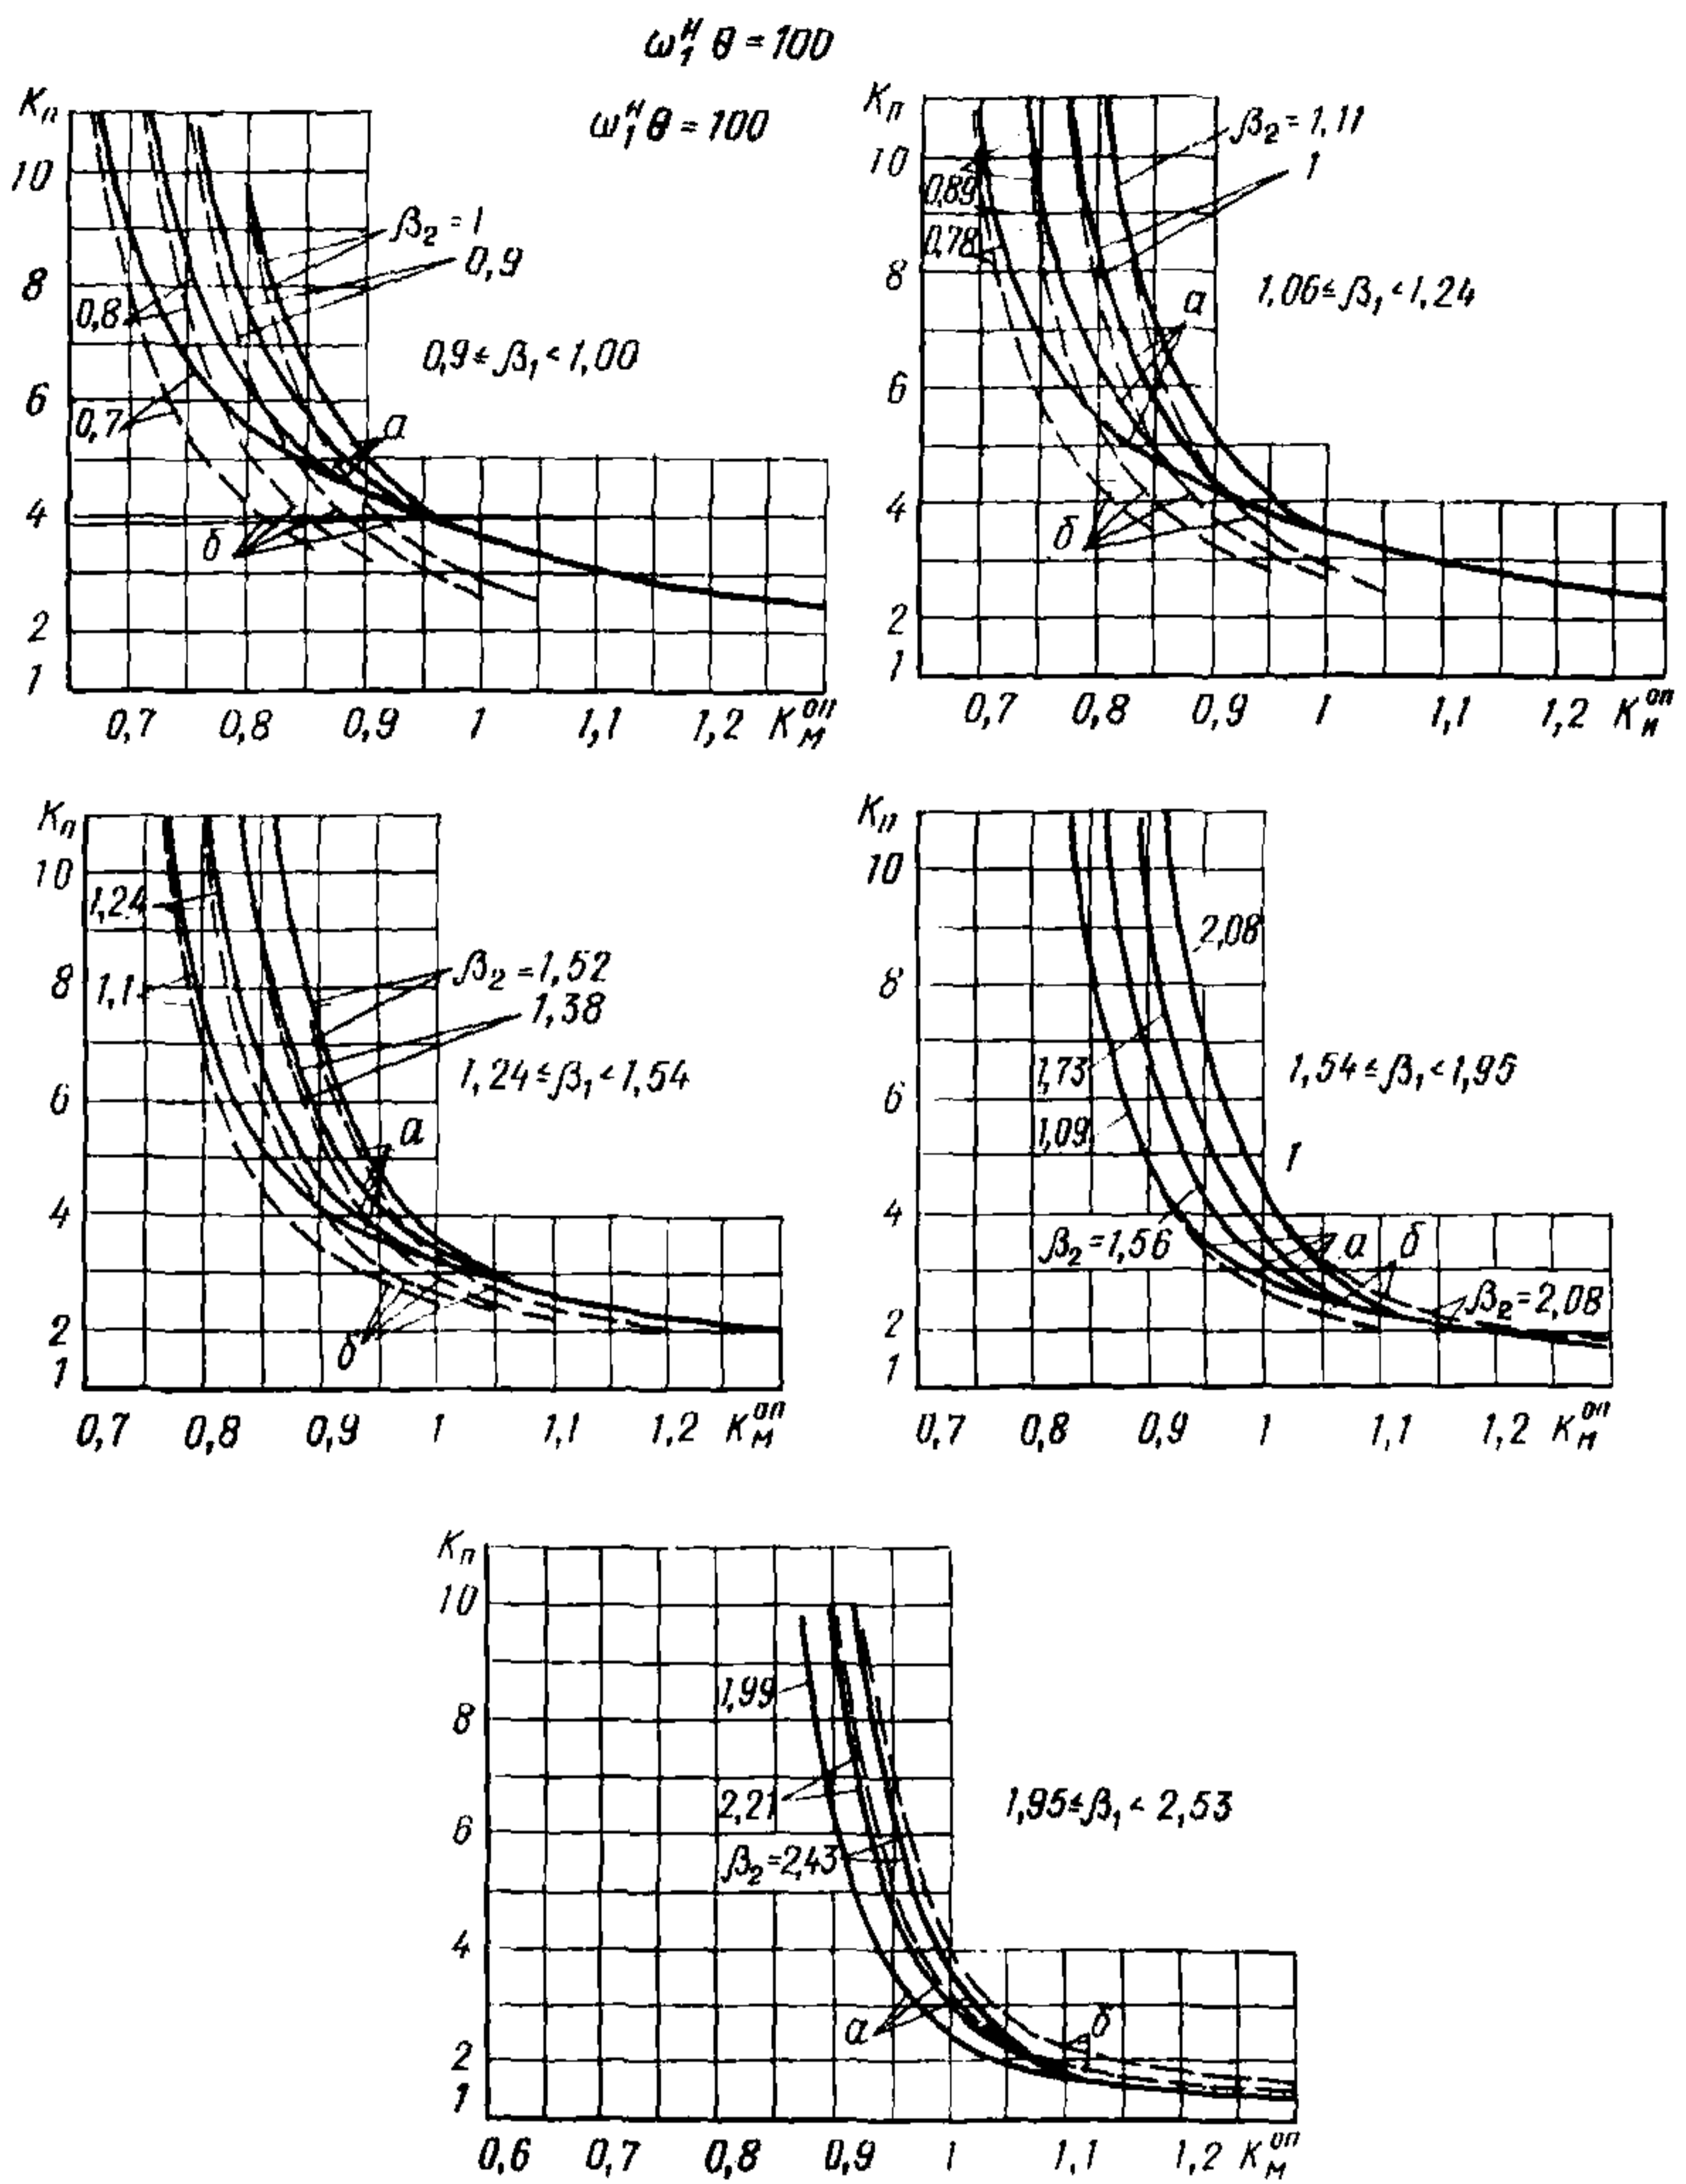 ω₁ᴴ θ = 100
ω₁ᴴ θ = 100
Kп
10
8
6
4
2
1
β₂ = 1
0,9
0,8
0,7
0,9 ≤ β₁ < 1,00
а
б
0,7 0,8 0,9 1 1,1 1,2 Kм^оп
Kп
10
8
6
4
2
1
β₂ = 1,11
1
0,89
0,78
1,06 ≤ β₁ < 1,24
а
б
0,7 0,8 0,9 1 1,1 1,2 Kи^оп
Kп
10
8
6
4
2
1
1,24
1,1
β₂ = 1,52
1,38
1,24 ≤ β₁ < 1,54
а
б
0,7 0,8 0,9 1 1,1 1,2 Kм^оп
Kп
10
8
6
4
2
1
2,08
1,73
1,09
1,54 ≤ β₁ < 1,95
1
β₂ = 1,56
а
б
β₂ = 2,08
0,7 0,8 0,9 1 1,1 1,2 Kм^оп
Kп
10
8
6
4
2
1
1,99
2,21
β₂ = 2,43
1,95 ≤ β₁ < 2,53
а
б
0,6 0,7 0,8 0,9 1 1,1 1,2 Kм^оп